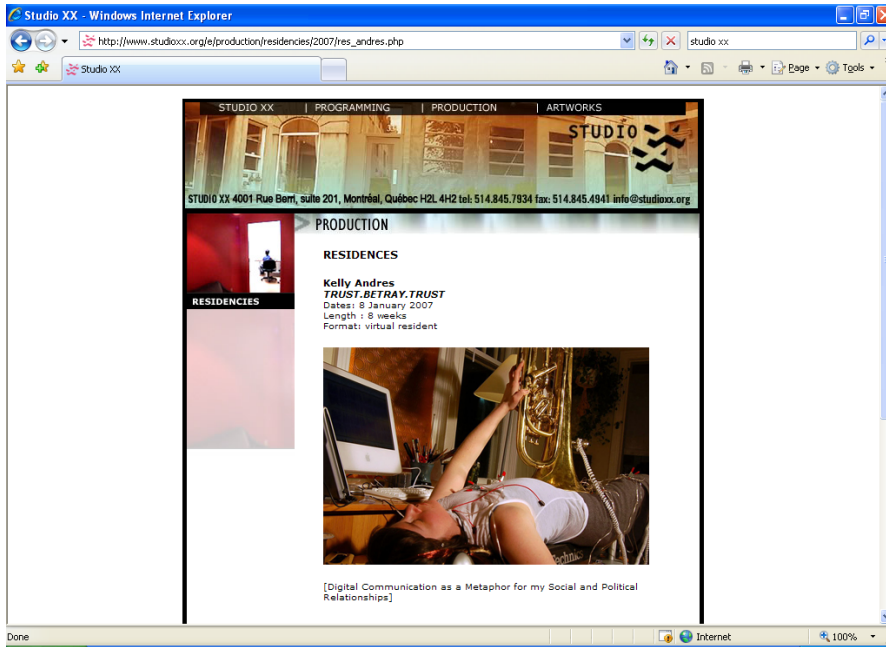 Studio XX - Windows Internet Explorer
http://www.studioxx.org/e/production/residencies/2007/res_andres.php
studio xx
Studio XX
Page
Tools
STUDIO XX | PROGRAMMING | PRODUCTION | ARTWORKS
STUDIO
STUDIO XX 4001 Rue Berri, suite 201, Montréal, Québec H2L 4H2 tel: 514.845.7934 fax: 514.845.4941 info@studioxx.org
PRODUCTION
RESIDENCIES
RESIDENCES
Kelly Andres
TRUST.BETRAY.TRUST
Dates: 8 January 2007
Length : 8 weeks
Format: virtual resident
Technics
[Digital Communication as a Metaphor for my Social and Political
Relationships]
Done
Internet
100%